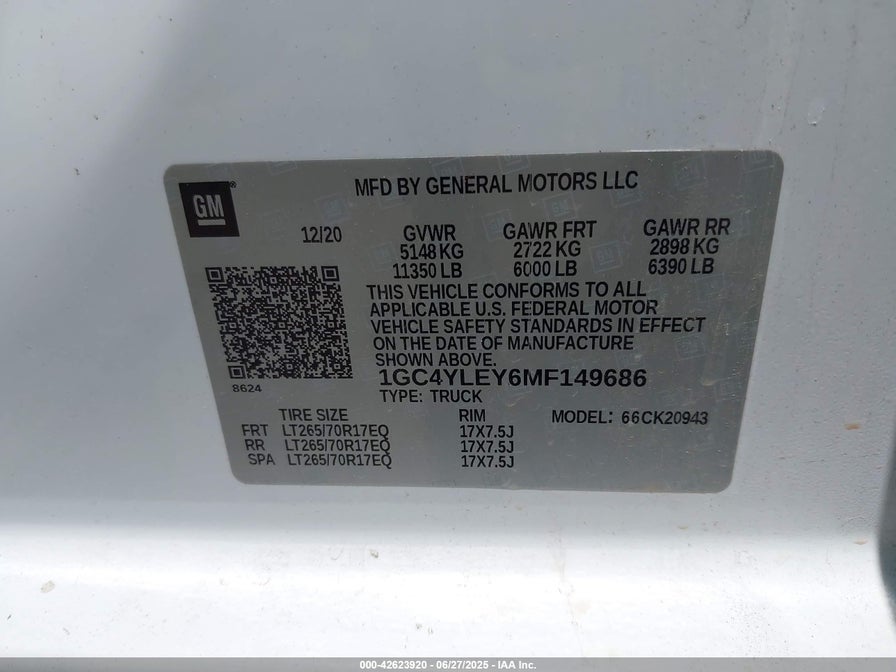 GM®
MFD BY GENERAL MOTORS LLC
12/20
GVWR GAWR FRT GAWR RR
5148 KG 2722 KG 2898 KG
11350 LB 6000 LB 6390 LB
THIS VEHICLE CONFORMS TO ALL
APPLICABLE U.S. FEDERAL MOTOR
VEHICLE SAFETY STANDARDS IN EFFECT
ON THE DATE OF MANUFACTURE
SHOWN ABOVE.
8624
1GC4YLEY6MF149686
TYPE: TRUCK
TIRE SIZE RIM MODEL: 66CK20943
FRT LT265/70R17EQ 17X7.5J
RR LT265/70R17EQ 17X7.5J
SPA LT265/70R17EQ 17X7.5J
000-42623920 - 06/27/2025 - IAA Inc.